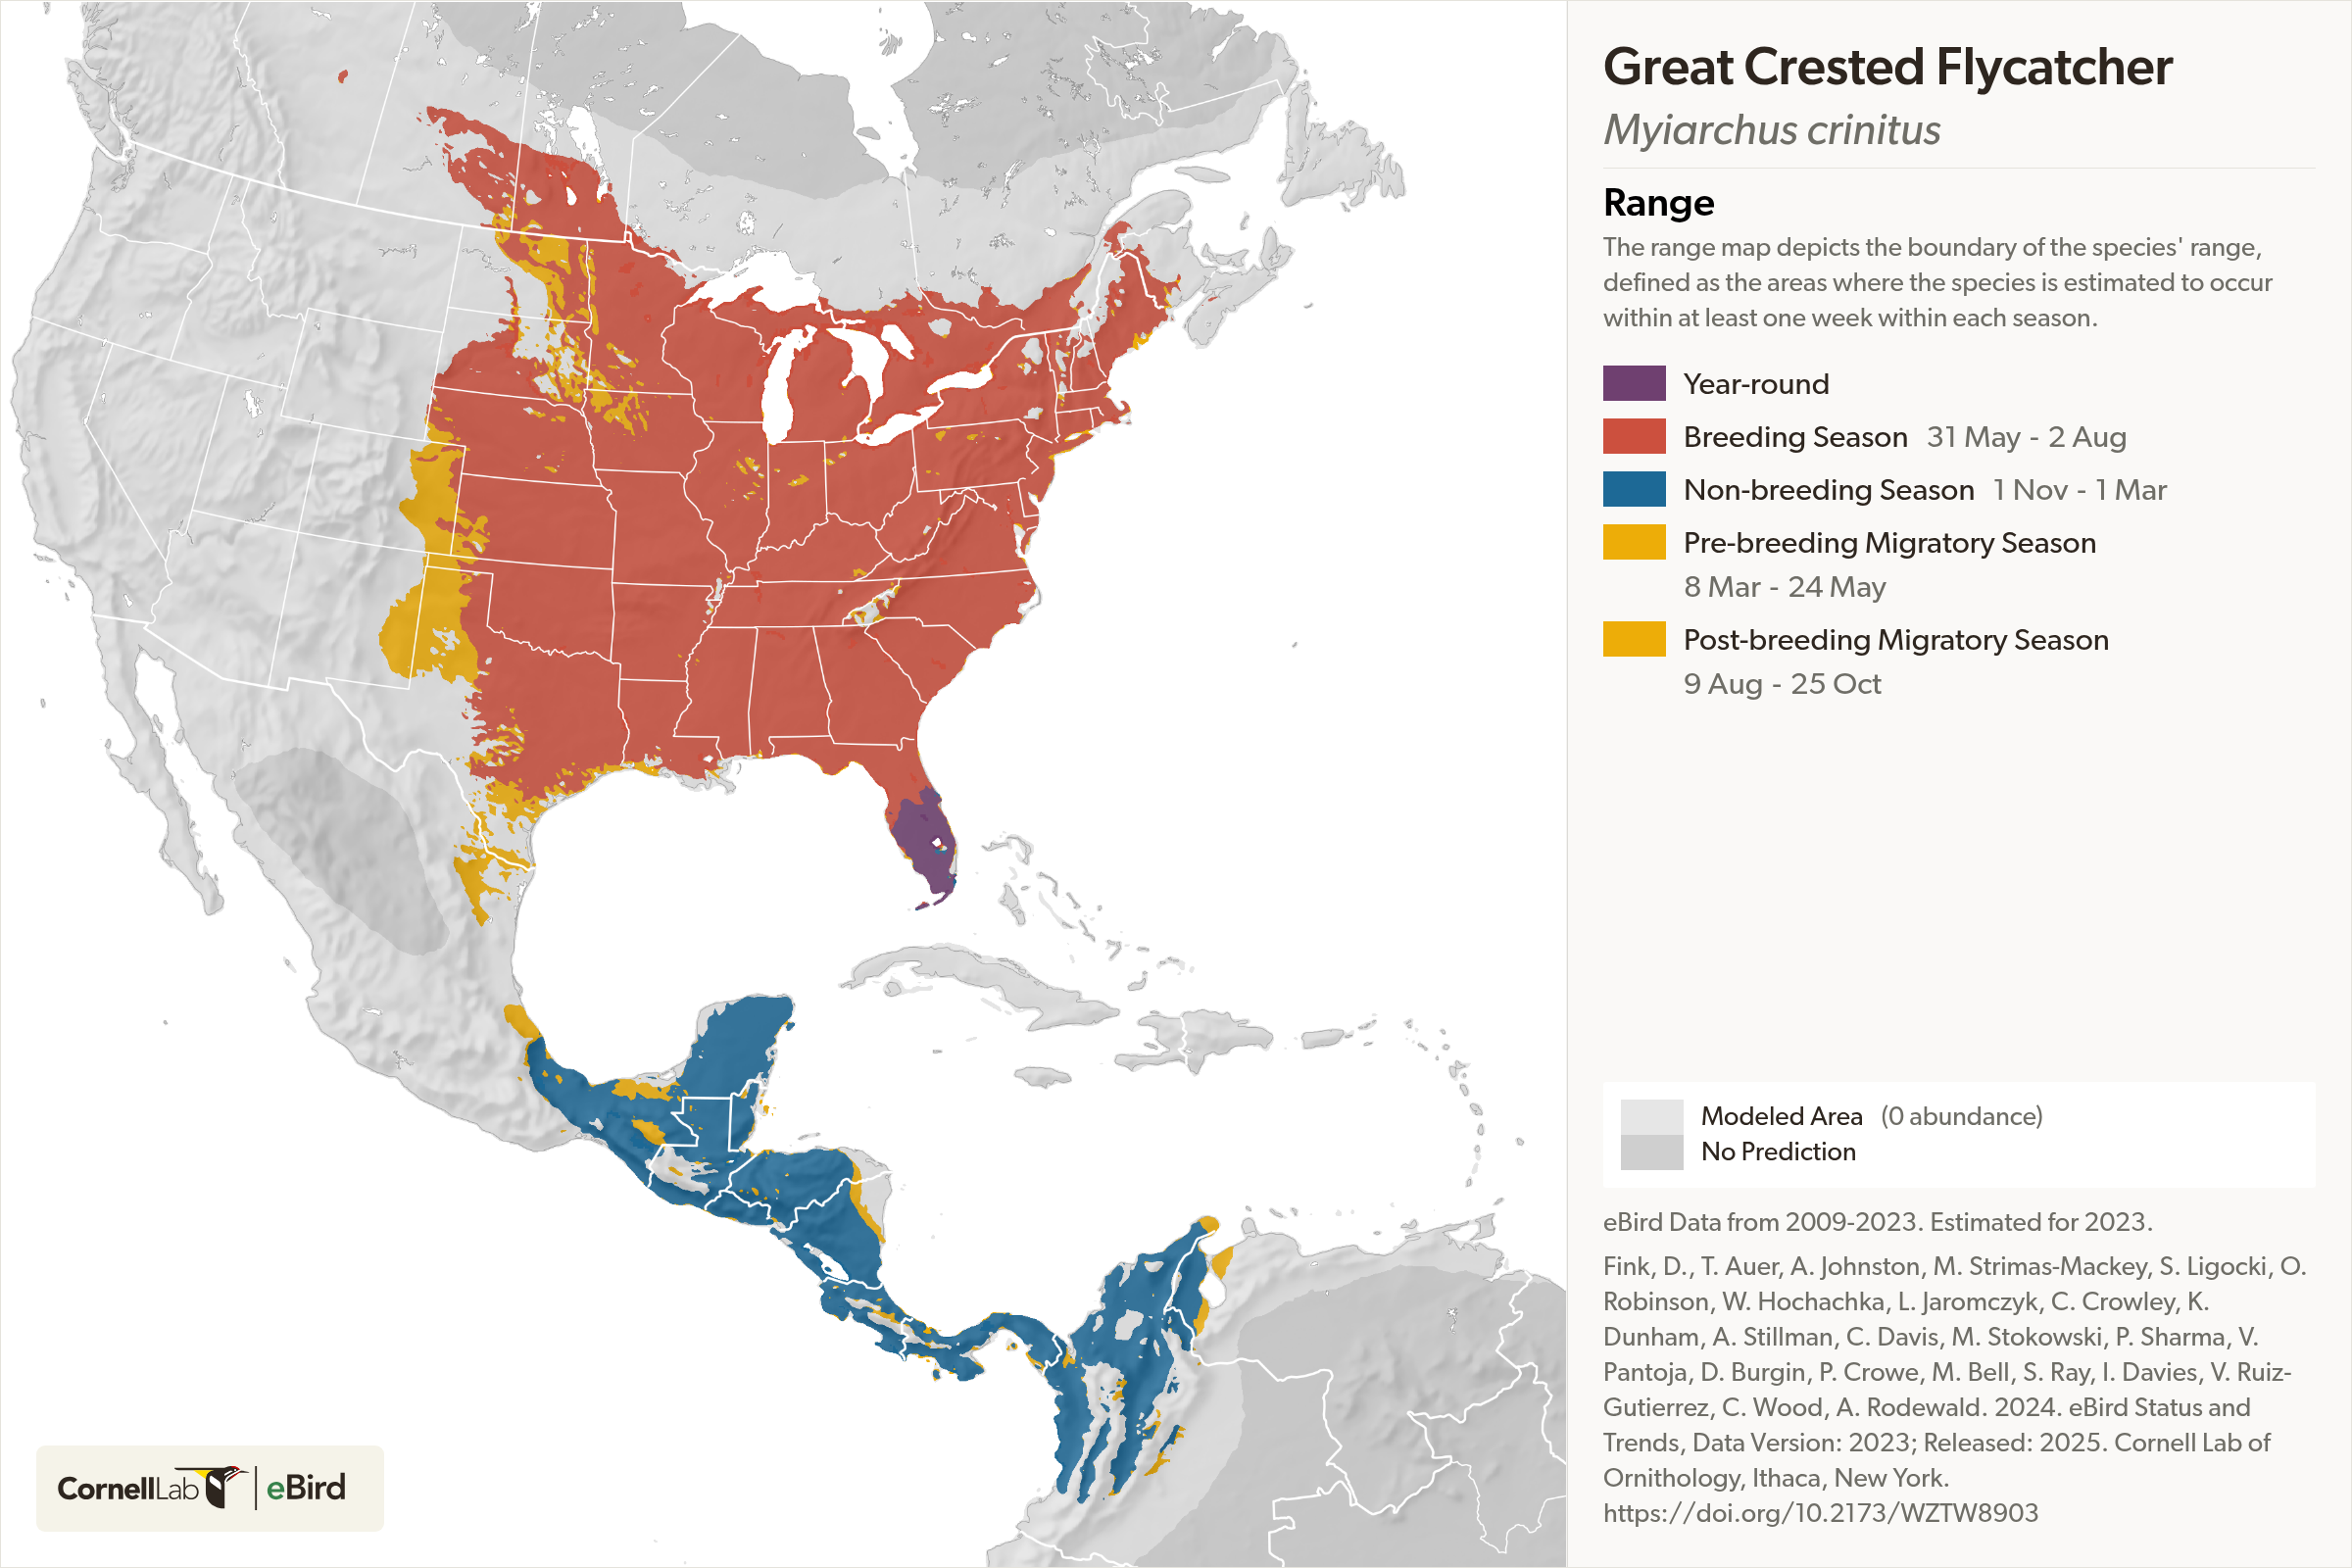 Great Crested Flycatcher
Myiarchus crinitus
Range
The range map depicts the boundary of the species' range,
defined as the areas where the species is estimated to occur
within at least one week within each season.
Year-round
Breeding Season 31 May - 2 Aug
Non-breeding Season 1 Nov - 1 Mar
Pre-breeding Migratory Season
8 Mar - 24 May
Post-breeding Migratory Season
9 Aug - 25 Oct
Modeled Area (0 abundance)
No Prediction
eBird Data from 2009-2023. Estimated for 2023.
Fink, D., T. Auer, A. Johnston, M. Strimas-Mackey, S. Ligocki, O.
Robinson, W. Hochachka, L. Jaromczyk, C. Crowley, K.
Dunham, A. Stillman, C. Davis, M. Stokowski, P. Sharma, V.
Pantoja, D. Burgin, P. Crowe, M. Bell, S. Ray, I. Davies, V. Ruiz-
Gutierrez, C. Wood, A. Rodewald. 2024. eBird Status and
Trends, Data Version: 2023; Released: 2025. Cornell Lab of
Ornithology, Ithaca, New York.
https://doi.org/10.2173/WZTW8903
CornellLab eBird